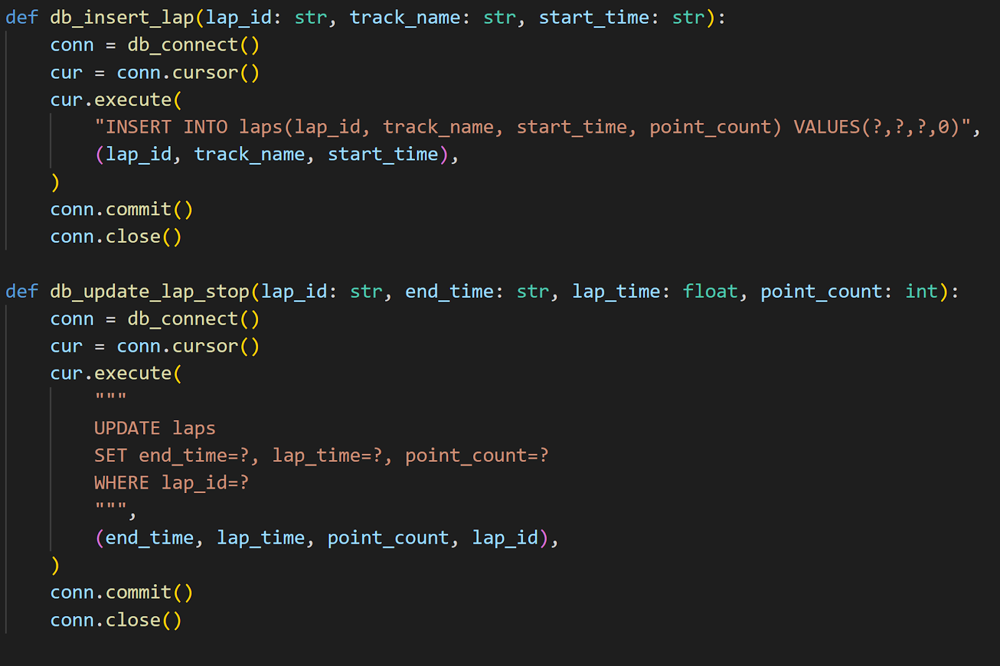 def db_insert_lap(lap_id: str, track_name: str, start_time: str):
    conn = db_connect()
    cur = conn.cursor()
    cur.execute(
        "INSERT INTO laps(lap_id, track_name, start_time, point_count) VALUES(?,?,?,0)",
        (lap_id, track_name, start_time),
    )
    conn.commit()
    conn.close()

def db_update_lap_stop(lap_id: str, end_time: str, lap_time: float, point_count: int):
    conn = db_connect()
    cur = conn.cursor()
    cur.execute(
        """
        UPDATE laps
        SET end_time=?, lap_time=?, point_count=?
        WHERE lap_id=?
        """,
        (end_time, lap_time, point_count, lap_id),
    )
    conn.commit()
    conn.close()